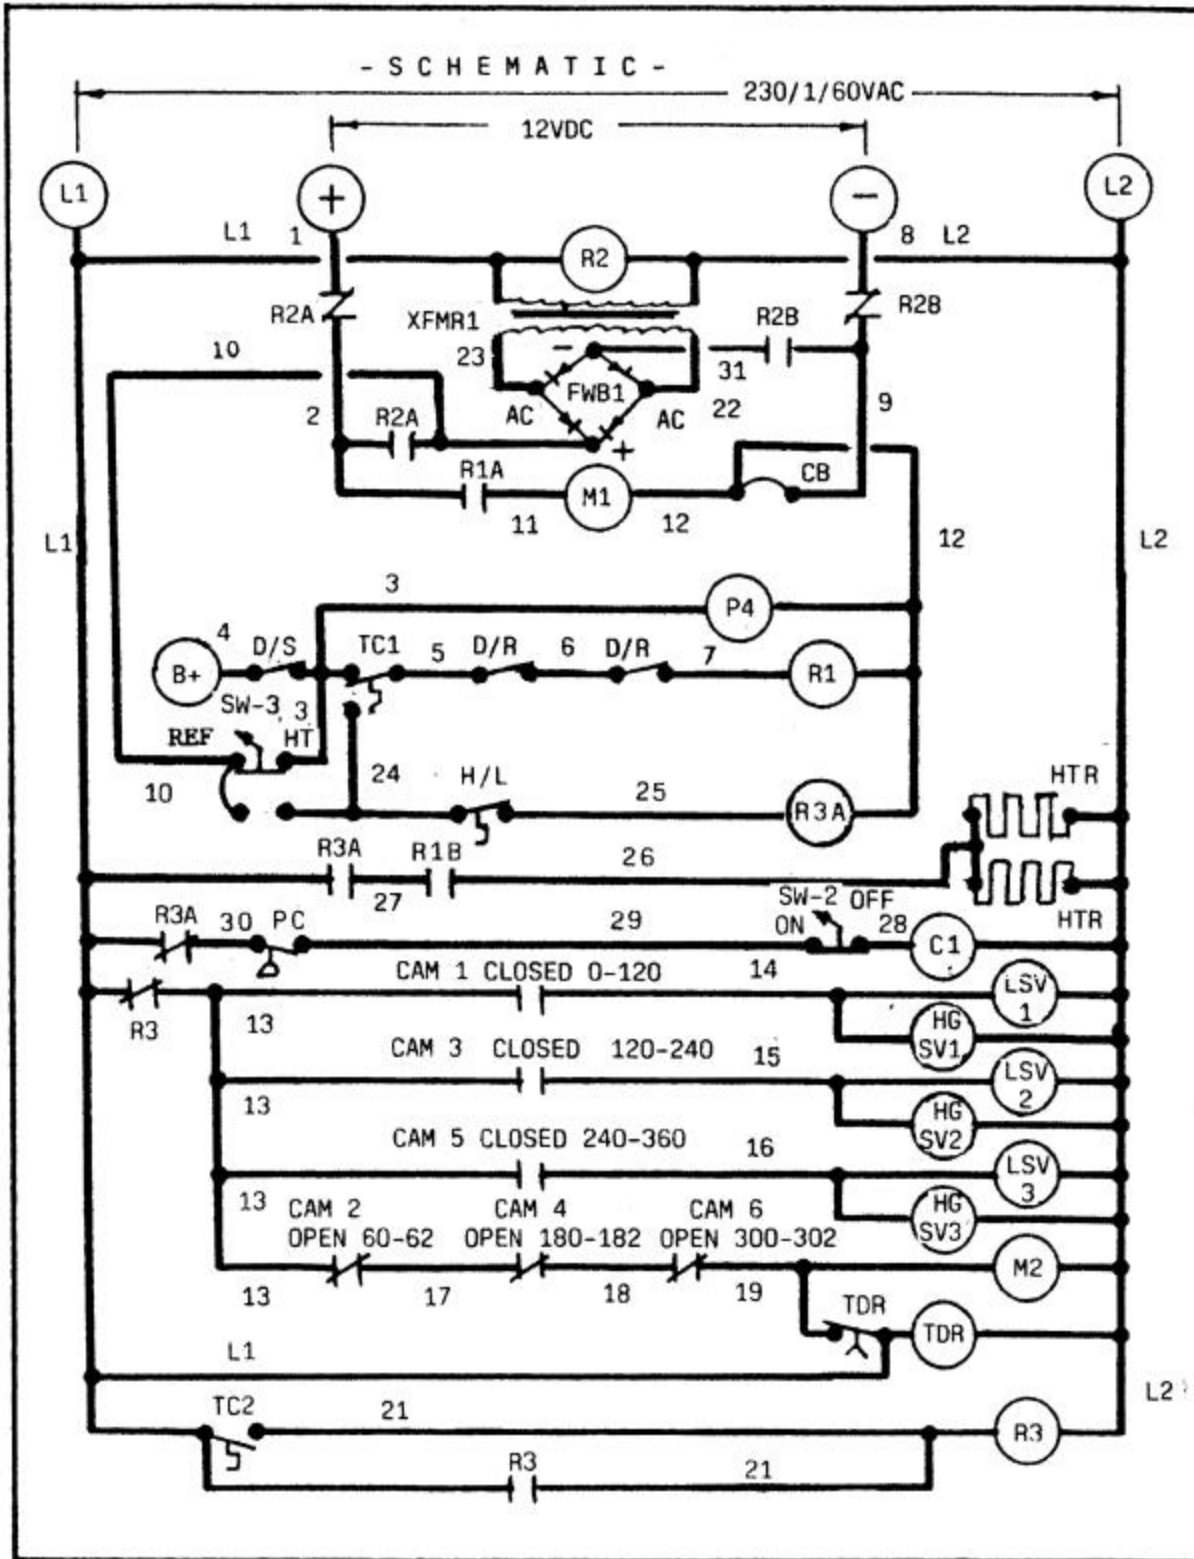 - S C H E M A T I C -
230/1/60VAC
12VDC
L1
+
−
L2
L1
1
R2
8
L2
R2A
XFMR1
R2B
R2B
10
23
−
31
FWB1
2
R2A
AC
AC
22
9
+
R1A
CB
M1
11
12
L1
12
L2
3
P4
4
D/S
TC1
5
D/R
6
D/R
7
B+
R1
SW-3
3
REF
HT
10
24
H/L
25
HTR
R3A
R3A
R1B
26
27
SW-2
OFF
R3A
30
PC
29
ON
28
C1
HTR
CAM 1 CLOSED 0-120
14
LSV
1
R3
13
HG
SV1
CAM 3 CLOSED 120-240
15
LSV
2
13
HG
SV2
CAM 5 CLOSED 240-360
16
LSV
3
13
CAM 2
OPEN 60-62
CAM 4
OPEN 180-182
CAM 6
OPEN 300-302
HG
SV3
13
17
18
19
M2
TDR
TDR
L1
L2
TC2
21
R3
R3
21